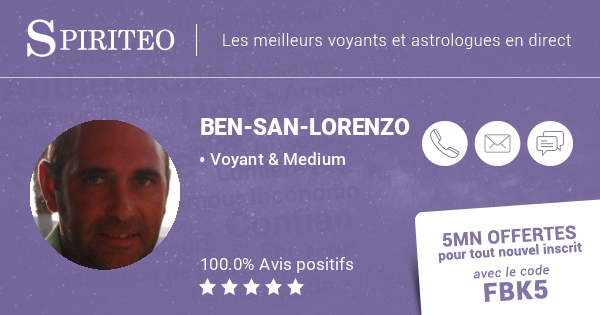 SPIRITEO
Les meilleurs voyants et astrologues en direct
BEN-SAN-LORENZO
• Voyant & Medium
100.0% Avis positifs
5MN OFFERTES
pour tout nouvel inscrit
avec le code
FBK5